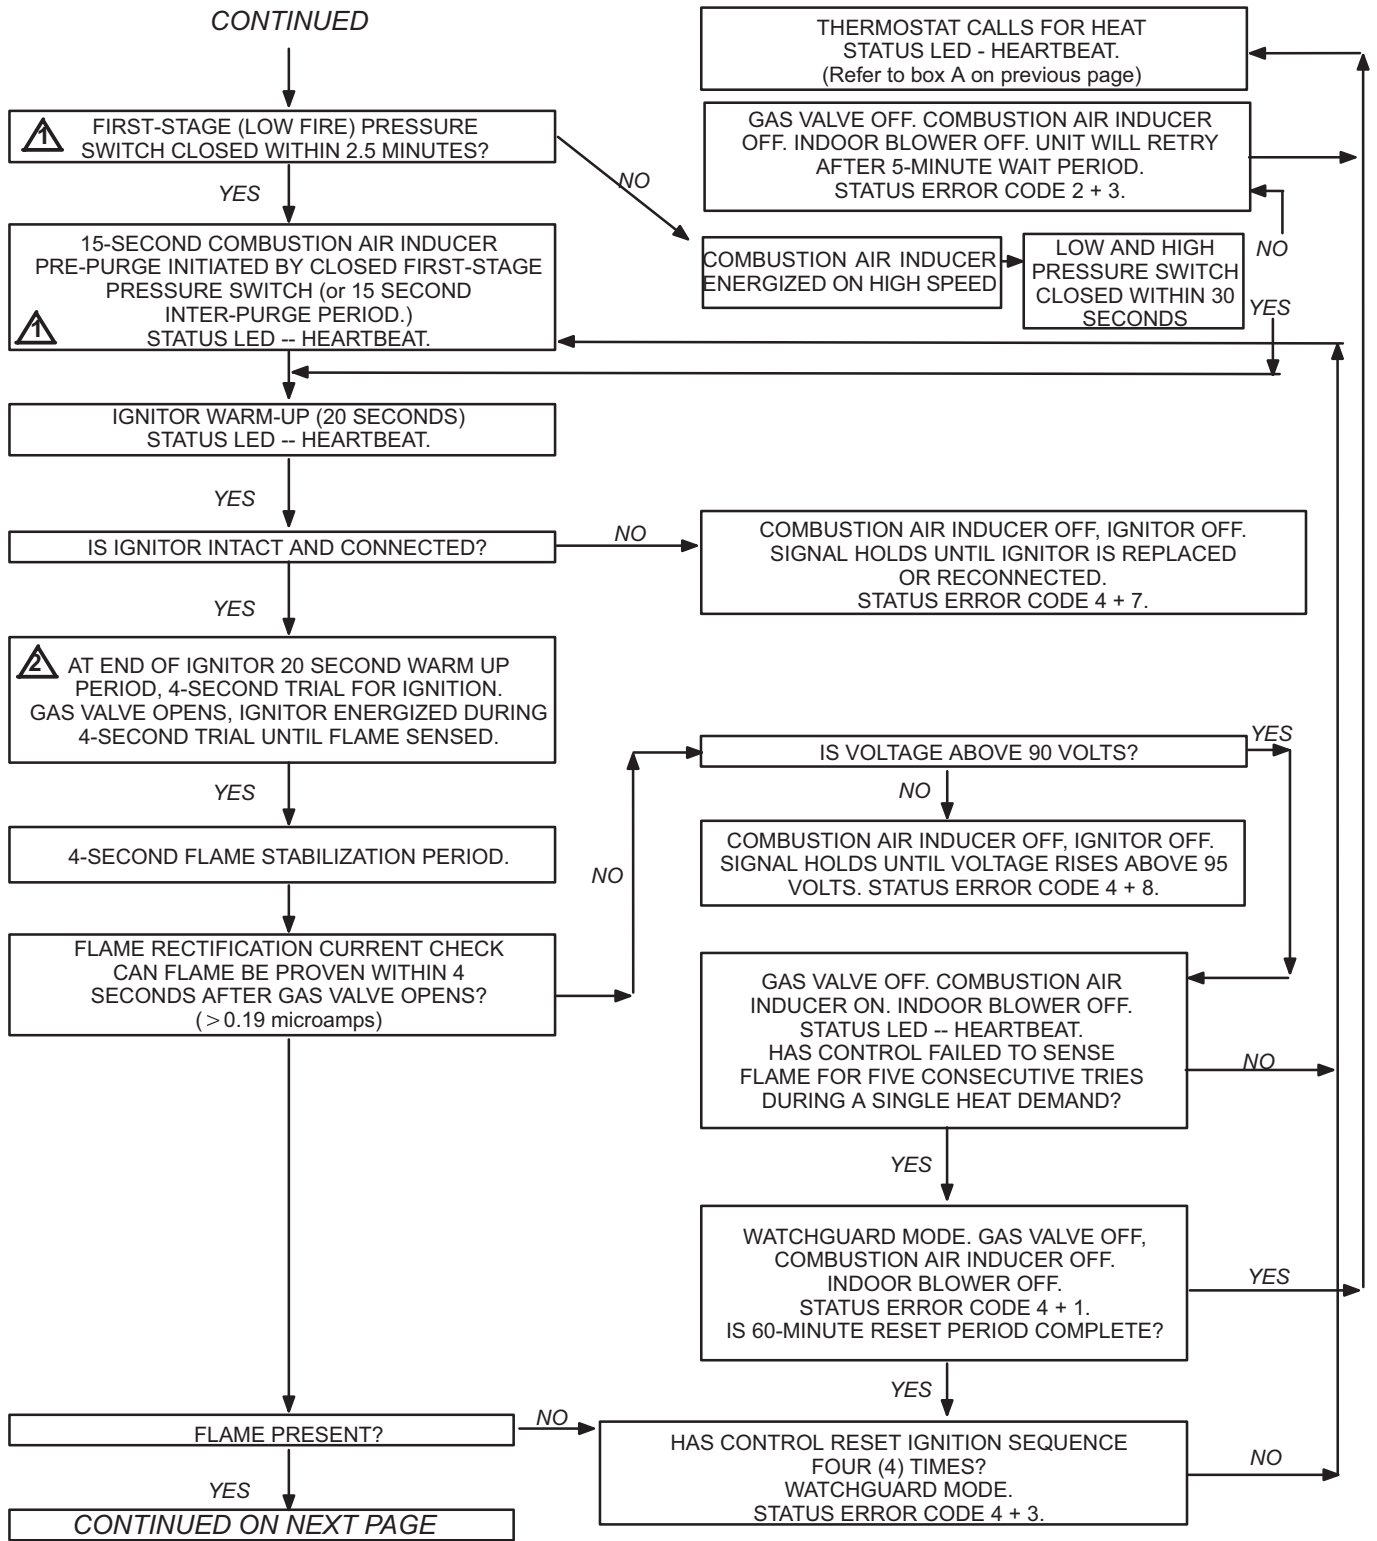 CONTINUED
THERMOSTAT CALLS FOR HEAT
STATUS LED - HEARTBEAT.
(Refer to box A on previous page)
1
FIRST-STAGE (LOW FIRE) PRESSURE
SWITCH CLOSED WITHIN 2.5 MINUTES?
GAS VALVE OFF. COMBUSTION AIR INDUCER
OFF. INDOOR BLOWER OFF. UNIT WILL RETRY
AFTER 5-MINUTE WAIT PERIOD.
STATUS ERROR CODE 2 + 3.
NO
YES
15-SECOND COMBUSTION AIR INDUCER
PRE-PURGE INITIATED BY CLOSED FIRST-STAGE
PRESSURE SWITCH (or 15 SECOND
INTER-PURGE PERIOD.)
1
STATUS LED -- HEARTBEAT.
COMBUSTION AIR INDUCER
ENERGIZED ON HIGH SPEED
LOW AND HIGH
PRESSURE SWITCH
CLOSED WITHIN 30
SECONDS
NO
YES
IGNITOR WARM-UP (20 SECONDS)
STATUS LED -- HEARTBEAT.
YES
IS IGNITOR INTACT AND CONNECTED?
NO
COMBUSTION AIR INDUCER OFF, IGNITOR OFF.
SIGNAL HOLDS UNTIL IGNITOR IS REPLACED
OR RECONNECTED.
STATUS ERROR CODE 4 + 7.
YES
2
AT END OF IGNITOR 20 SECOND WARM UP
PERIOD, 4-SECOND TRIAL FOR IGNITION.
GAS VALVE OPENS, IGNITOR ENERGIZED DURING
4-SECOND TRIAL UNTIL FLAME SENSED.
YES
IS VOLTAGE ABOVE 90 VOLTS?
YES
NO
4-SECOND FLAME STABILIZATION PERIOD.
NO
COMBUSTION AIR INDUCER OFF, IGNITOR OFF.
SIGNAL HOLDS UNTIL VOLTAGE RISES ABOVE 95
VOLTS. STATUS ERROR CODE 4 + 8.
FLAME RECTIFICATION CURRENT CHECK
CAN FLAME BE PROVEN WITHIN 4
SECONDS AFTER GAS VALVE OPENS?
(>0.19 microamps)
GAS VALVE OFF. COMBUSTION AIR
INDUCER ON. INDOOR BLOWER OFF.
STATUS LED -- HEARTBEAT.
HAS CONTROL FAILED TO SENSE
FLAME FOR FIVE CONSECUTIVE TRIES
DURING A SINGLE HEAT DEMAND?
NO
YES
WATCHGUARD MODE. GAS VALVE OFF,
COMBUSTION AIR INDUCER OFF.
INDOOR BLOWER OFF.
STATUS ERROR CODE 4 + 1.
IS 60-MINUTE RESET PERIOD COMPLETE?
YES
YES
FLAME PRESENT?
NO
HAS CONTROL RESET IGNITION SEQUENCE
FOUR (4) TIMES?
WATCHGUARD MODE.
STATUS ERROR CODE 4 + 3.
NO
YES
CONTINUED ON NEXT PAGE